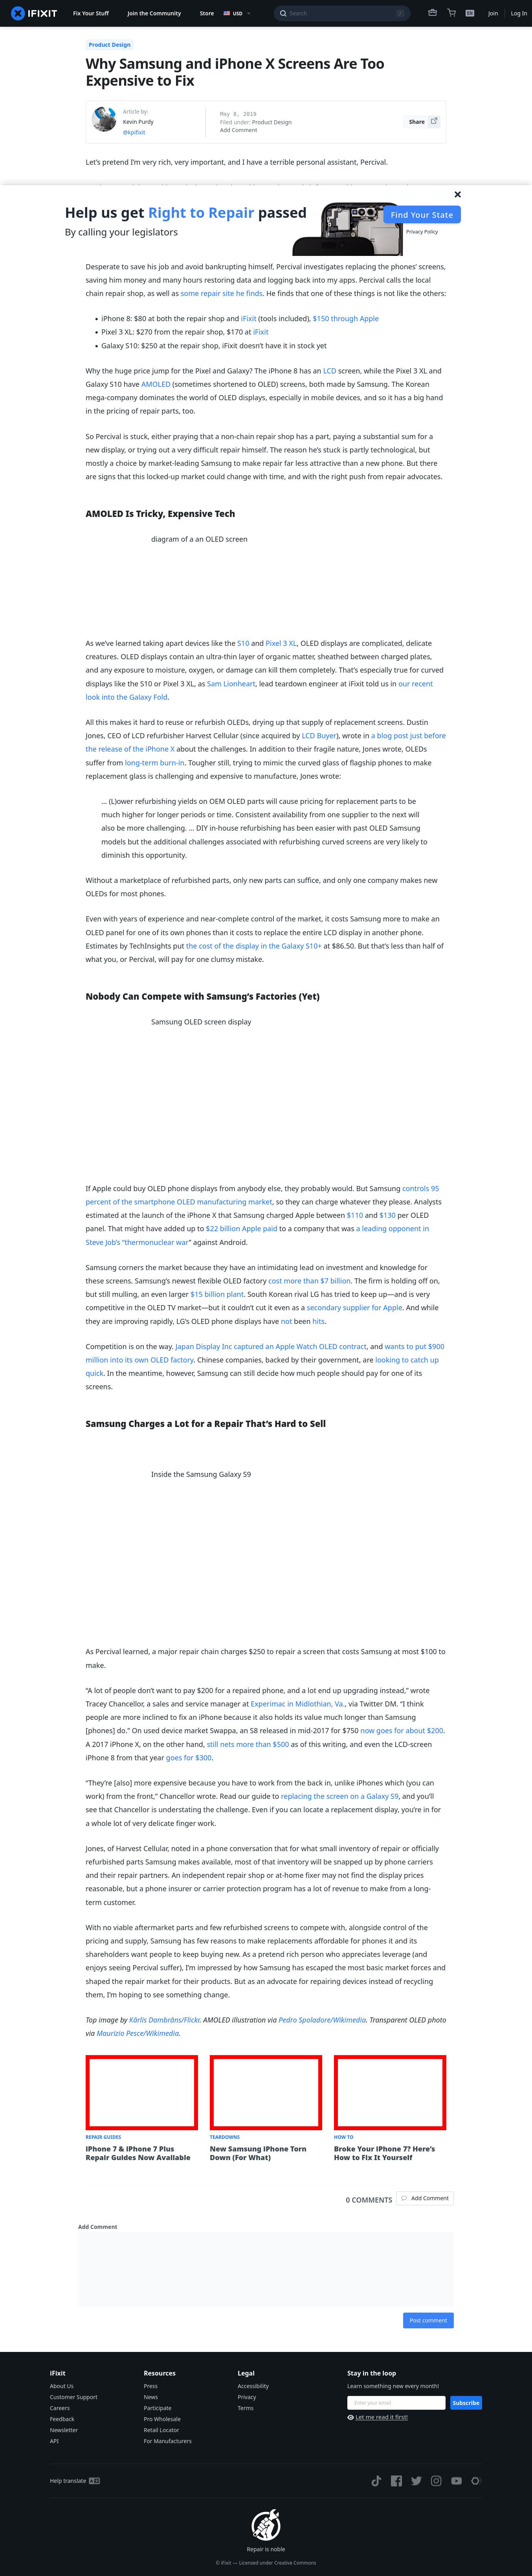 IFIXIT
Fix Your Stuff
Join the Community
Store
USD
Search
/
EN
Join
Log In
Product Design
Why Samsung and iPhone X Screens Are Too
Expensive to Fix
Article by:
Kevin Purdy
@kpifixit
May 8, 2019
Filed under: Product Design
Add Comment
Share
Let’s pretend I’m very rich, very important, and I have a terrible personal assistant, Percival.
Help us get Right to Repair passed
By calling your legislators
Find Your State
Privacy Policy
Desperate to save his job and avoid bankrupting himself, Percival investigates replacing the phones’ screens,
saving him money and many hours restoring data and logging back into my apps. Percival calls the local
chain repair shop, as well as some repair site he finds. He finds that one of these things is not like the others:
• iPhone 8: $80 at both the repair shop and iFixit (tools included), $150 through Apple
• Pixel 3 XL: $270 from the repair shop, $170 at iFixit
• Galaxy S10: $250 at the repair shop, iFixit doesn’t have it in stock yet
Why the huge price jump for the Pixel and Galaxy? The iPhone 8 has an LCD screen, while the Pixel 3 XL and
Galaxy S10 have AMOLED (sometimes shortened to OLED) screens, both made by Samsung. The Korean
mega-company dominates the world of OLED displays, especially in mobile devices, and so it has a big hand
in the pricing of repair parts, too.
So Percival is stuck, either praying that a non-chain repair shop has a part, paying a substantial sum for a
new display, or trying out a very difficult repair himself. The reason he’s stuck is partly technological, but
mostly a choice by market-leading Samsung to make repair far less attractive than a new phone. But there
are signs that this locked-up market could change with time, and with the right push from repair advocates.
AMOLED Is Tricky, Expensive Tech
diagram of a an OLED screen
As we’ve learned taking apart devices like the S10 and Pixel 3 XL, OLED displays are complicated, delicate
creatures. OLED displays contain an ultra-thin layer of organic matter, sheathed between charged plates,
and any exposure to moisture, oxygen, or damage can kill them completely. That’s especially true for curved
displays like the S10 or Pixel 3 XL, as Sam Lionheart, lead teardown engineer at iFixit told us in our recent
look into the Galaxy Fold.
All this makes it hard to reuse or refurbish OLEDs, drying up that supply of replacement screens. Dustin
Jones, CEO of LCD refurbisher Harvest Cellular (since acquired by LCD Buyer), wrote in a blog post just before
the release of the iPhone X about the challenges. In addition to their fragile nature, Jones wrote, OLEDs
suffer from long-term burn-in. Tougher still, trying to mimic the curved glass of flagship phones to make
replacement glass is challenging and expensive to manufacture, Jones wrote:
… (L)ower refurbishing yields on OEM OLED parts will cause pricing for replacement parts to be
much higher for longer periods or time. Consistent availability from one supplier to the next will
also be more challenging. … DIY in-house refurbishing has been easier with past OLED Samsung
models but the additional challenges associated with refurbishing curved screens are very likely to
diminish this opportunity.
Without a marketplace of refurbished parts, only new parts can suffice, and only one company makes new
OLEDs for most phones.
Even with years of experience and near-complete control of the market, it costs Samsung more to make an
OLED panel for one of its own phones than it costs to replace the entire LCD display in another phone.
Estimates by TechInsights put the cost of the display in the Galaxy S10+ at $86.50. But that’s less than half of
what you, or Percival, will pay for one clumsy mistake.
Nobody Can Compete with Samsung’s Factories (Yet)
Samsung OLED screen display
If Apple could buy OLED phone displays from anybody else, they probably would. But Samsung controls 95
percent of the smartphone OLED manufacturing market, so they can charge whatever they please. Analysts
estimated at the launch of the iPhone X that Samsung charged Apple between $110 and $130 per OLED
panel. That might have added up to $22 billion Apple paid to a company that was a leading opponent in
Steve Job’s “thermonuclear war” against Android.
Samsung corners the market because they have an intimidating lead on investment and knowledge of these
screens. Samsung’s newest flexible OLED factory cost more than $7 billion. The firm is holding off on,
but still mulling, an even larger $15 billion plant. South Korean rival LG has tried to keep up—and is very
competitive in the OLED TV market—but it couldn’t cut it even as a secondary supplier for Apple. And while
they are improving rapidly, LG’s OLED phone displays have not been hits.
Competition is on the way. Japan Display Inc captured an Apple Watch OLED contract, and wants to put $900
million into its own OLED factory. Chinese companies, backed by their government, are looking to catch up
quick. In the meantime, however, Samsung can still decide how much people should pay for one of its
screens.
Samsung Charges a Lot for a Repair That’s Hard to Sell
Inside the Samsung Galaxy S9
As Percival learned, a major repair chain charges $250 to repair a screen that costs Samsung at most $100 to
make.
“A lot of people don’t want to pay $200 for a repaired phone, and a lot end up upgrading instead,” wrote
Tracey Chancellor, a sales and service manager at Experimac in Midlothian, Va., via Twitter DM. “I think
people are more inclined to fix an iPhone because it also holds its value much longer than Samsung
[phones] do.” On used device market Swappa, an S8 released in mid-2017 for $750 now goes for about $200.
A 2017 iPhone X, on the other hand, still nets more than $500 as of this writing, and even the LCD-screen
iPhone 8 from that year goes for $300.
“They’re [also] more expensive because you have to work from the back in, unlike iPhones which (you can
work) from the front,” Chancellor wrote. Read our guide to replacing the screen on a Galaxy S9, and you’ll
see that Chancellor is understating the challenge. Even if you can locate a replacement display, you’re in for
a whole lot of very delicate finger work.
Jones, of Harvest Cellular, noted in a phone conversation that for what small inventory of repair or officially
refurbished parts Samsung makes available, most of that inventory will be snapped up by phone carriers
and their repair partners. An independent repair shop or at-home fixer may not find the display prices
reasonable, but a phone insurer or carrier protection program has a lot of revenue to make from a long-
term customer.
With no viable aftermarket parts and few refurbished screens to compete with, alongside control of the
pricing and supply, Samsung has few reasons to make replacements affordable for phones it and its
shareholders want people to keep buying new. As a pretend rich person who appreciates leverage (and
enjoys seeing Percival suffer), I’m impressed by how Samsung has escaped the most basic market forces and
shaped the repair market for their products. But as an advocate for repairing devices instead of recycling
them, I’m hoping to see something change.
Top image by Kārlis Dambrāns/Flickr. AMOLED illustration via Pedro Spoladore/Wikimedia. Transparent OLED photo
via Maurizio Pesce/Wikimedia.
REPAIR GUIDES
iPhone 7 & iPhone 7 Plus
Repair Guides Now Available
TEARDOWNS
New Samsung iPhone Torn
Down (For What)
HOW TO
Broke Your iPhone 7? Here’s
How to Fix It Yourself
0 COMMENTS
Add Comment
Add Comment
Post comment
iFixit
About Us
Customer Support
Careers
Feedback
Newsletter
API
Resources
Press
News
Participate
Pro Wholesale
Retail Locator
For Manufacturers
Legal
Accessibility
Privacy
Terms
Stay in the loop
Learn something new every month!
Enter your email
Subscribe
Let me read it first!
Help translate
Repair is noble
© iFixit — Licensed under Creative Commons